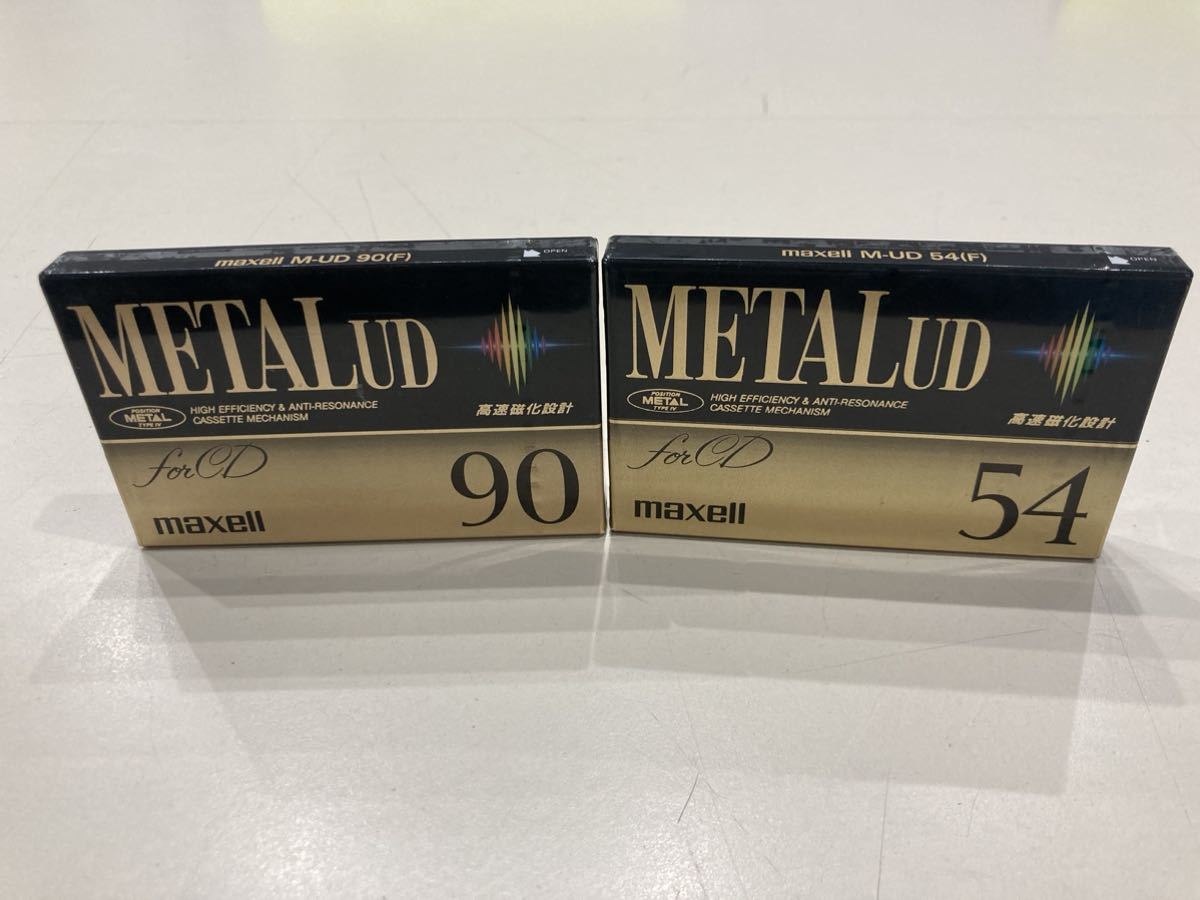 maxell M-UD 90(F)
OPEN
METAL UD
POSITION
METAL
TYPE IV
HIGH EFFICIENCY & ANTI-RESONANCE
CASSETTE MECHANISM
高速磁化設計
for CD
maxell
90
maxell M-UD 54(F)
OPEN
METAL UD
POSITION
METAL
TYPE IV
HIGH EFFICIENCY & ANTI-RESONANCE
CASSETTE MECHANISM
高速磁化設計
for CD
maxell
54